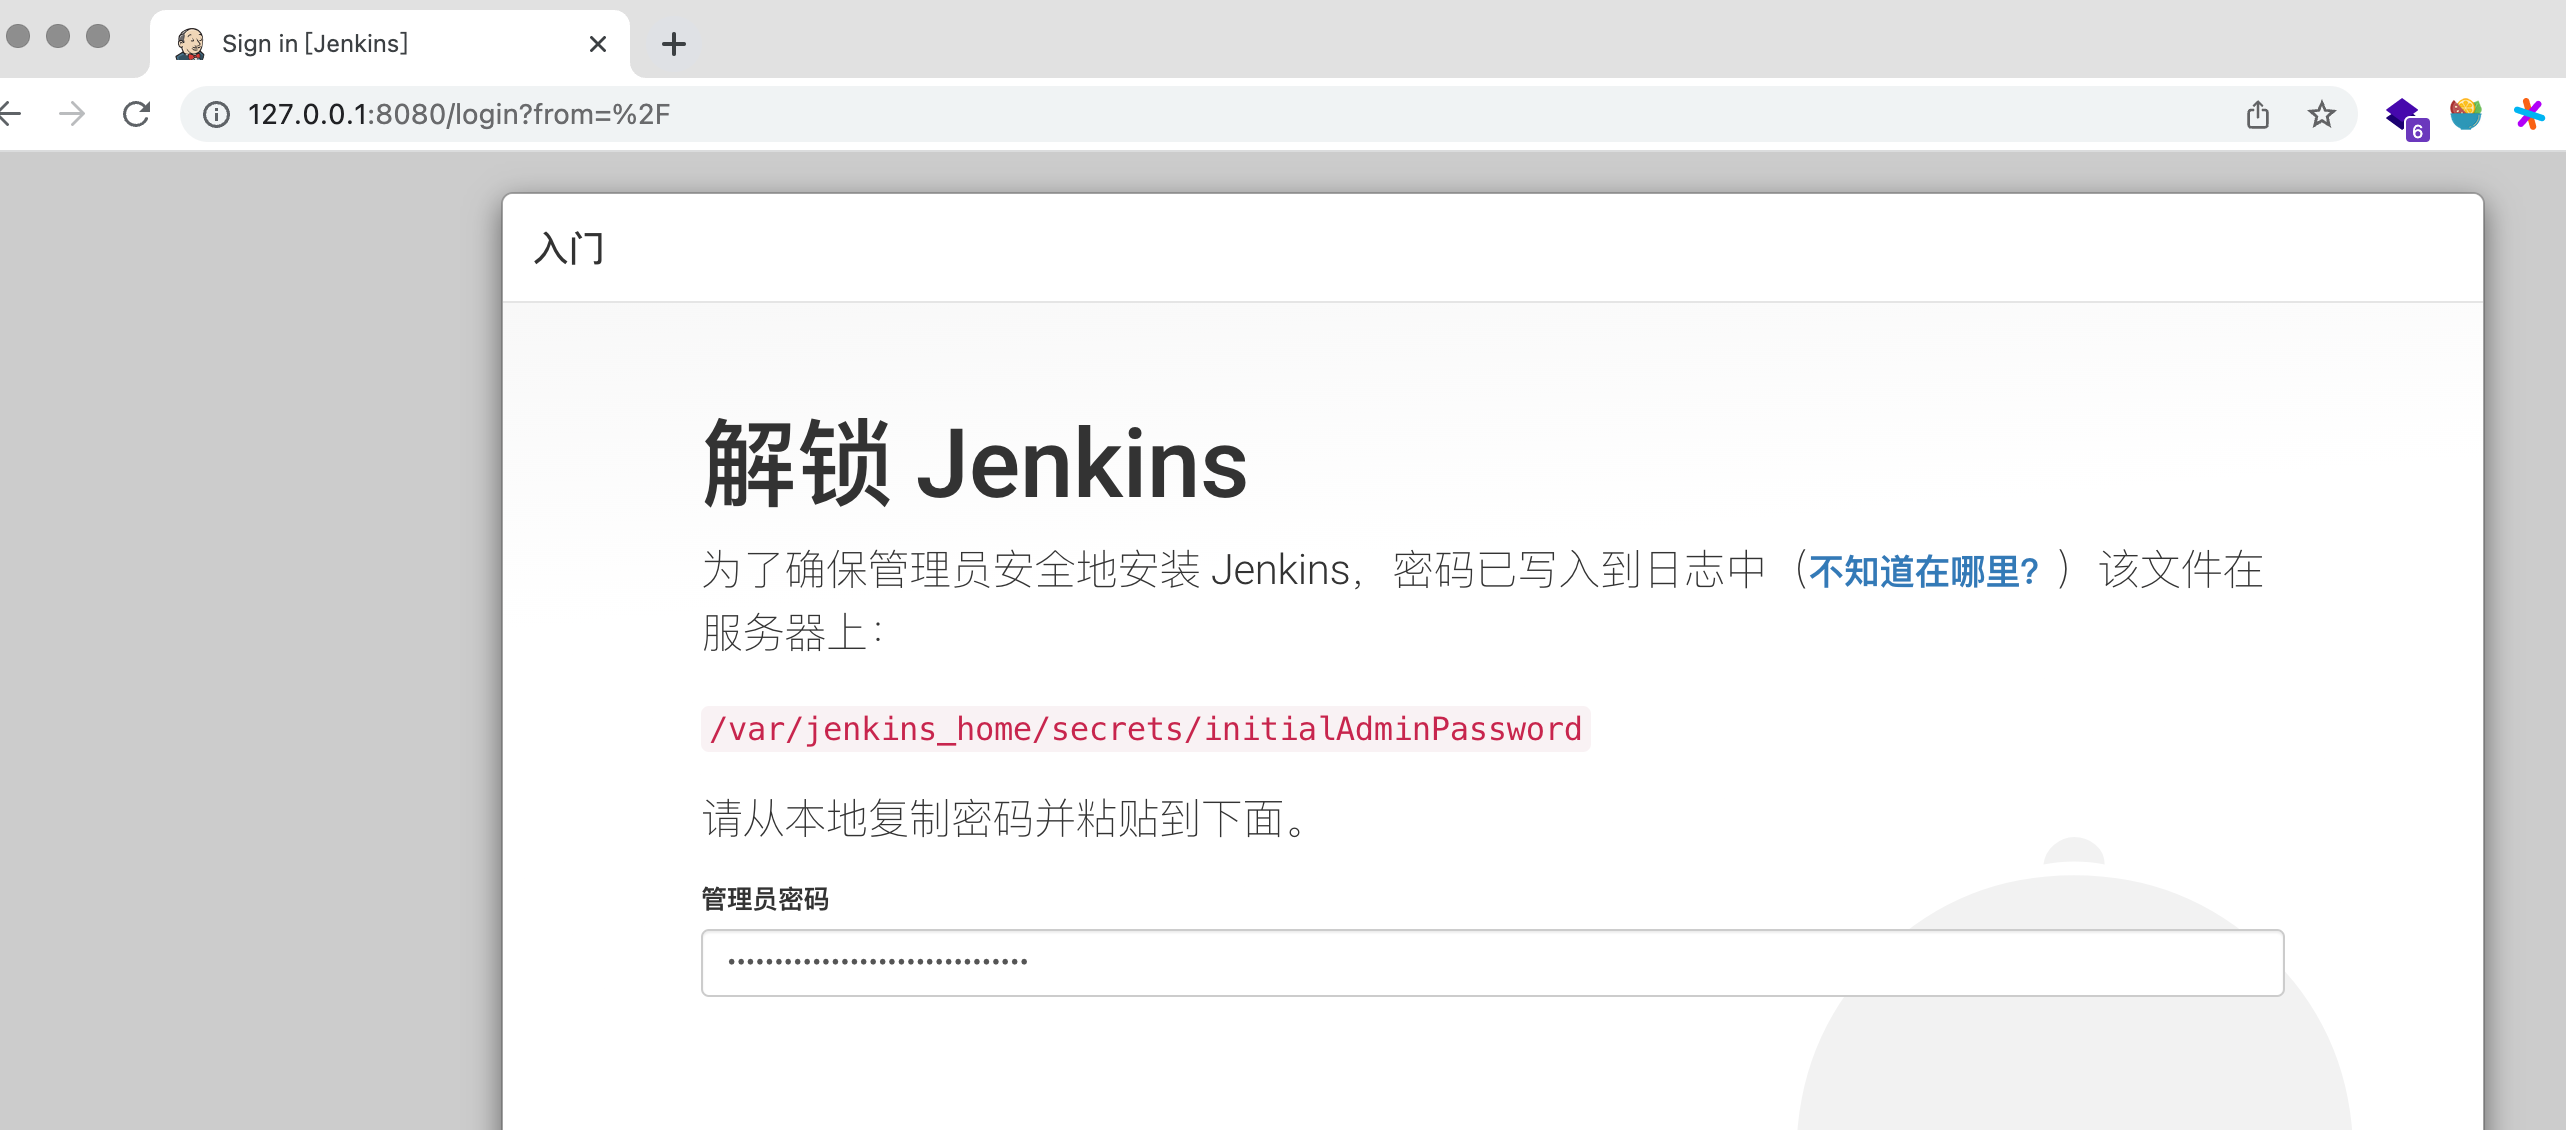 Sign in [Jenkins]
127.0.0.1:8080/login?from=%2F
6
入门
解锁 Jenkins
为了确保管理员安全地安装 Jenkins，密码已写入到日志中（不知道在哪里？）该文件在
服务器上：
/var/jenkins_home/secrets/initialAdminPassword
请从本地复制密码并粘贴到下面。
管理员密码